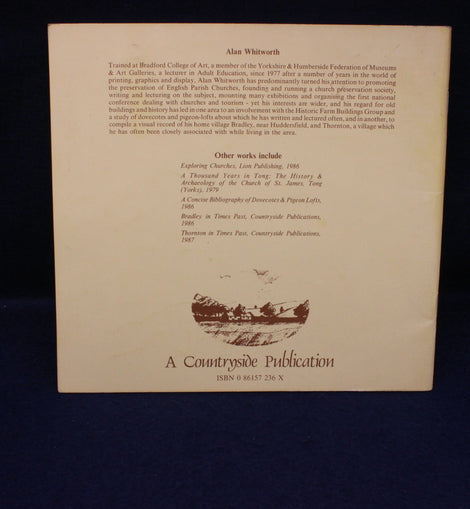 Alan Whitworth
Trained at Bradford College of Art, a member of the Yorkshire & Humberside Federation of Museums
& Art Galleries, a lecturer in Adult Education, since 1977 after a number of years in the world of
printing, graphics and display, Alan Whitworth has predominantly turned his attention to promoting
the preservation of English Parish Churches, founding and running a church preservation society,
writing and lecturing on the subject, mounting many exhibitions and organising the first national
conference dealing with churches and tourism - yet his interests are wider, and his regard for old
buildings and history has led in one area to an involvement with the Historic Farm Buildings Group and
a study of dovecotes and pigeon-lofts about which he has written and lectured often, and in another, to
compile a visual record of his home village Bradley, near Huddersfield, and Thornton, a village which
he has often been closely associated with while living in the area.
Other works include
Exploring Churches, Lion Publishing, 1986
A Thousand Years in Tong: The History &
Archaeology of the Church of St. James, Tong
(Yorks), 1979
A Concise Bibliography of Dovecotes & Pigeon Lofts,
1986
Bradley in Times Past, Countryside Publications,
1986
Thornton in Times Past, Countryside Publications,
1987
A Countryside Publication
ISBN 0 86157 236 X